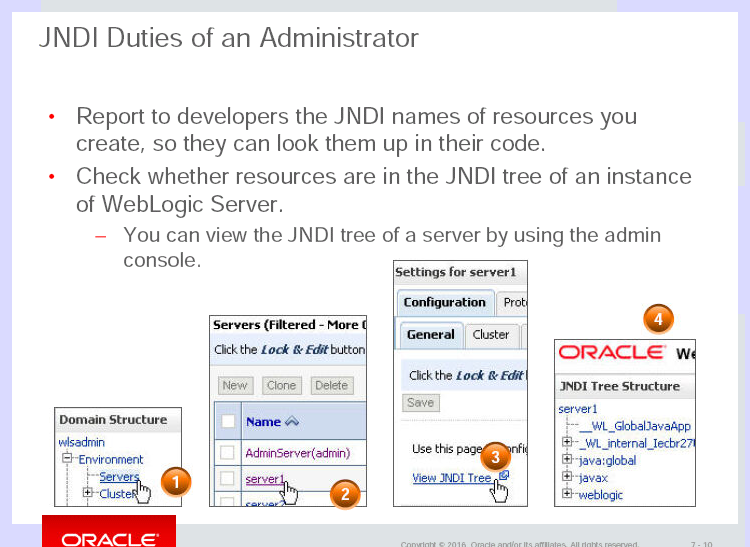 JNDI Duties of an Administrator
• Report to developers the JNDI names of resources you
create, so they can look them up in their code.
• Check whether resources are in the JNDI tree of an instance
of WebLogic Server.
– You can view the JNDI tree of a server by using the admin
console.
Domain Structure
wlsadmin
Environment
Servers
Cluster
1
Servers (Filtered - More
Click the Lock & Edit button
New Clone Delete
Name
AdminServer(admin)
server1
server2
2
Settings for server1
Configuration Proto
General Cluster
Click the Lock & Edit
Save
Use this page
View JNDI Tree
3
4
ORACLE We
JNDI Tree Structure
server1
__WL_GlobalJavaApp
_WL_internal_Iecbr27
java:global
javax
weblogic
ORACLE
Copyright © 2016, Oracle and/or its affiliates. All rights reserved.
7 - 10